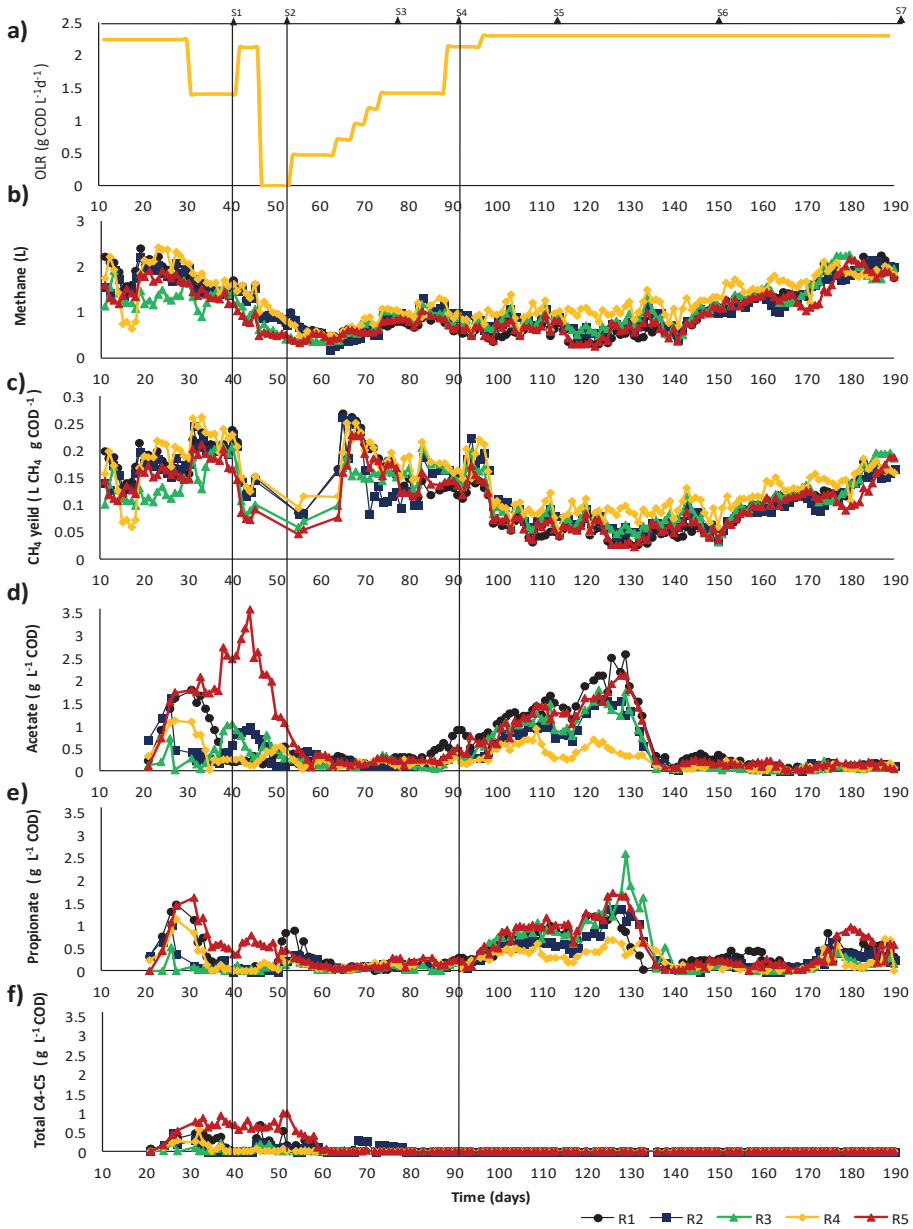 S1 S2 S3 S4 S5 S6 S7
a)
2.5
2
1.5
1
0.5
0
OLR (g COD L⁻¹d⁻¹)
10 20 30 40 50 60 70 80 90 100 110 120 130 140 150 160 170 180 190
b)
3
2
1
0
Methane (L)
10 20 30 40 50 60 70 80 90 100 110 120 130 140 150 160 170 180 190
c)
0.3
0.25
0.2
0.15
0.1
0.05
0
CH₄ yeild (L CH₄ g COD⁻¹)
10 20 30 40 50 60 70 80 90 100 110 120 130 140 150 160 170 180 190
d)
3.5
3
2.5
2
1.5
1
0.5
0
Acetate (g L⁻¹ COD)
10 20 30 40 50 60 70 80 90 100 110 120 130 140 150 160 170 180 190
e)
3.5
3
2.5
2
1.5
1
0.5
0
Propionate (g L⁻¹ COD)
10 20 30 40 50 60 70 80 90 100 110 120 130 140 150 160 170 180 190
f)
3.5
3
2.5
2
1.5
1
0.5
0
Total C4-C5 (g L⁻¹ COD)
10 20 30 40 50 60 70 80 90 100 110 120 130 140 150 160 170 180 190
Time (days)
R1 R2 R3 R4 R5